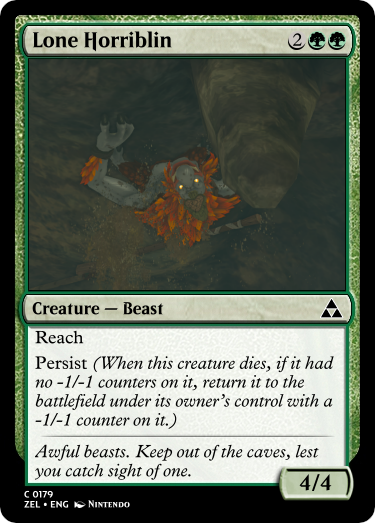 Lone Horriblin 2
Creature — Beast
Reach
Persist (When this creature dies, if it had
no -1/-1 counters on it, return it to the
battlefield under its owner's control with a
-1/-1 counter on it.)
Awful beasts. Keep out of the caves, lest
you catch sight of one.
4/4
C 0179
ZEL • ENG Nintendo